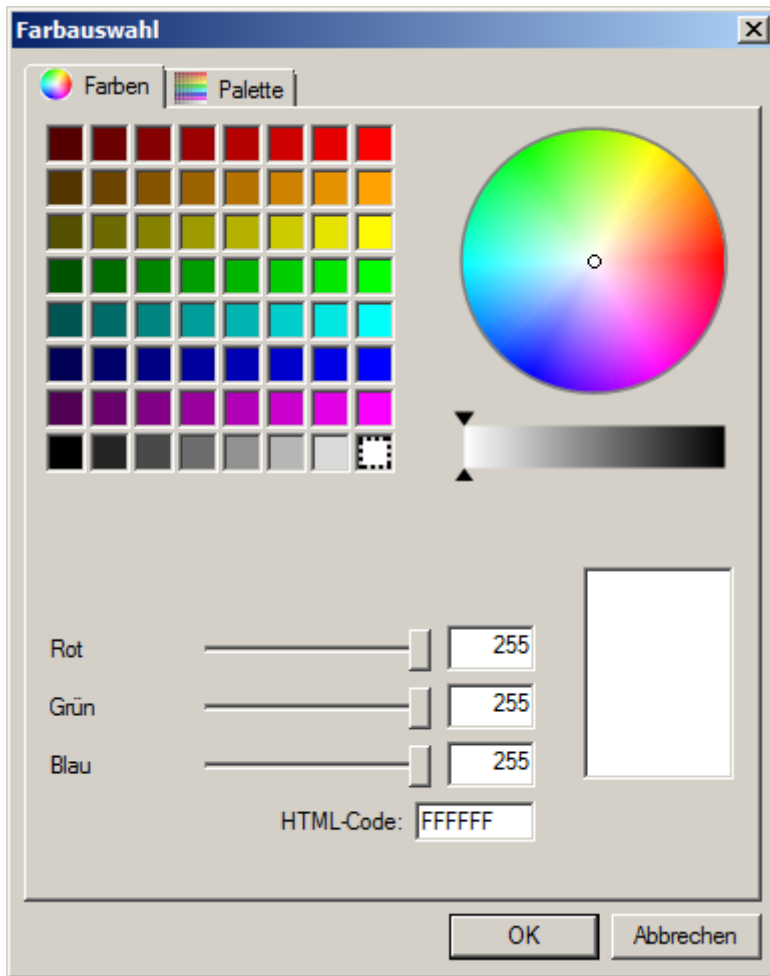 Farbauswahl
Farben Palette
Rot 255
Grün 255
Blau 255
HTML-Code: FFFFFF
OK Abbrechen